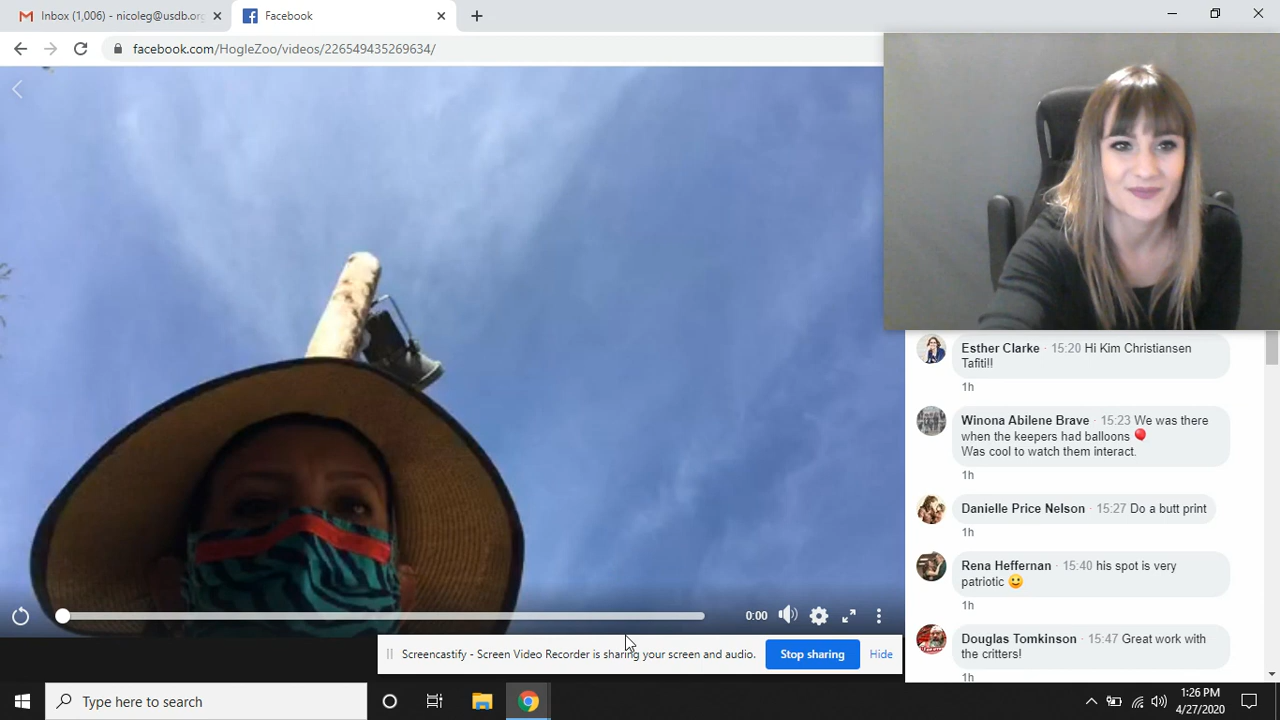 Inbox (1,006) - nicoleg@usdb.org
Facebook
facebook.com/HogleZoo/videos/226549435269634/
Esther Clarke · 15:20 Hi Kim Christiansen
Tafiti!!
1h
Winona Abilene Brave · 15:23 We was there
when the keepers had balloons 🎈
Was cool to watch them interact.
1h
Danielle Price Nelson · 15:27 Do a butt print
1h
Rena Heffernan · 15:40 his spot is very
patriotic 🙂
1h
Douglas Tomkinson · 15:47 Great work with
the critters!
1h
0:00
Screencastify - Screen Video Recorder is sharing your screen and audio.
Stop sharing
Hide
Type here to search
1:26 PM
4/27/2020